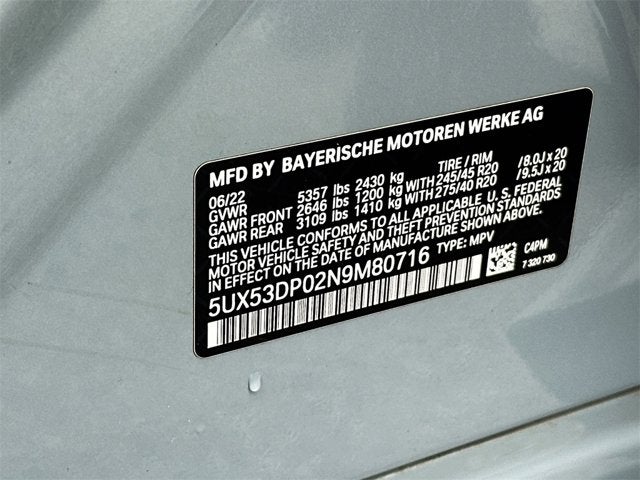 MFD BY BAYERISCHE MOTOREN WERKE AG
06/22 TIRE / RIM
GVWR 5357 lbs 2430 kg
GAWR FRONT 2646 lbs 1200 kg WITH 245/45 R20 /8.0J x 20
GAWR REAR 3109 lbs 1410 kg WITH 275/40 R20 /9.5J x 20
THIS VEHICLE CONFORMS TO ALL APPLICABLE U.S. FEDERAL
MOTOR VEHICLE SAFETY AND THEFT PREVENTION STANDARDS
IN EFFECT ON THE DATE OF MANUFACTURE SHOWN ABOVE.
5UX53DP02N9M80716 TYPE: MPV
C4PM
7 320 730